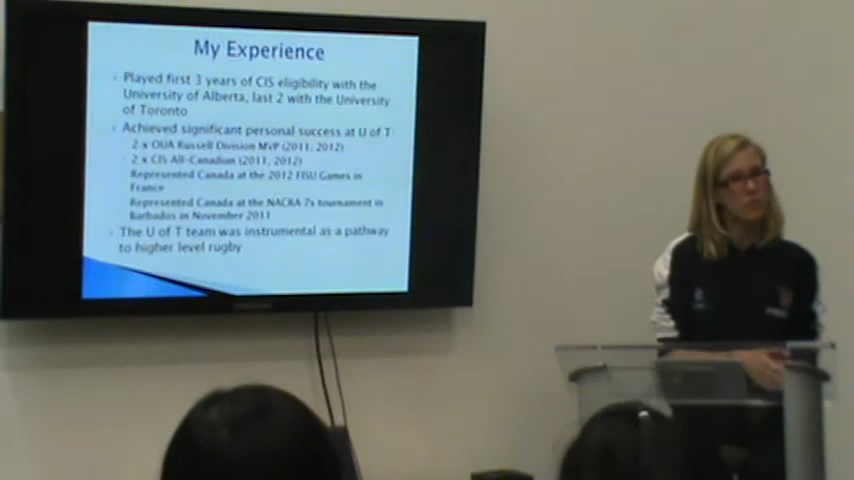 My Experience
Played first 3 years of CIS eligibility with the
University of Alberta, last 2 with the University
of Toronto
Achieved significant personal success at U of T
2 x OUA Russell Division MVP (2011, 2012)
2 x CIS All-Canadian (2011, 2012)
Represented Canada at the 2012 FISU Games in
France
Represented Canada at the NACRA 7s tournament in
Barbados in November 2011
The U of T team was instrumental as a pathway
to higher level rugby